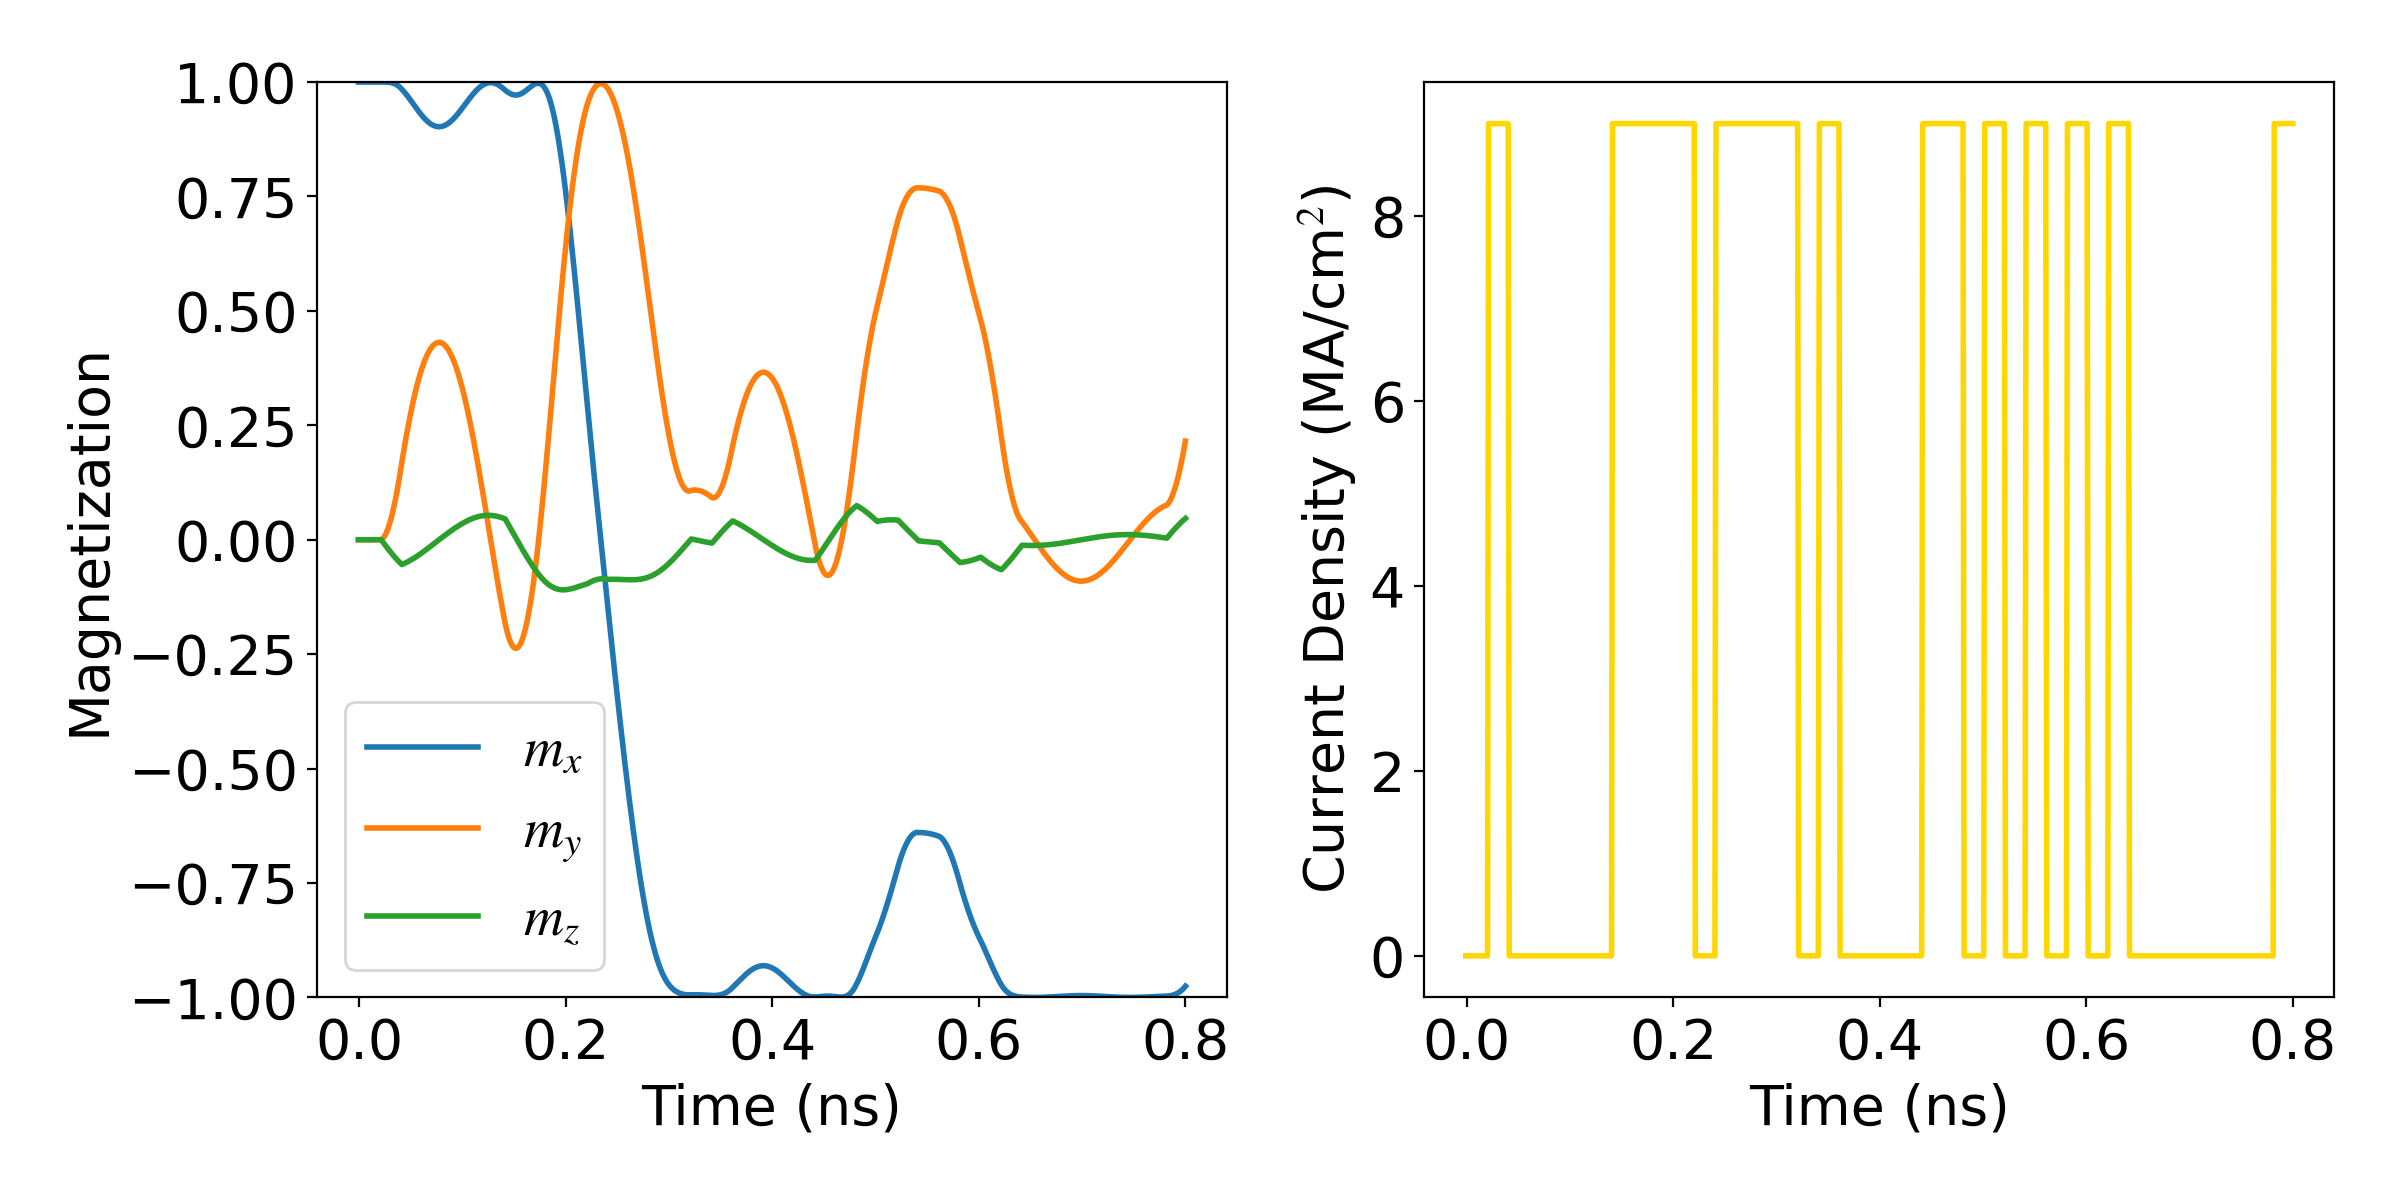 Magnetization
1.00
0.75
0.50
0.25
0.00
−0.25
−0.50
−0.75
−1.00
m_x
m_y
m_z
0.0 0.2 0.4 0.6 0.8
Time (ns)
Current Density (MA/cm²)
8
6
4
2
0
0.0 0.2 0.4 0.6 0.8
Time (ns)